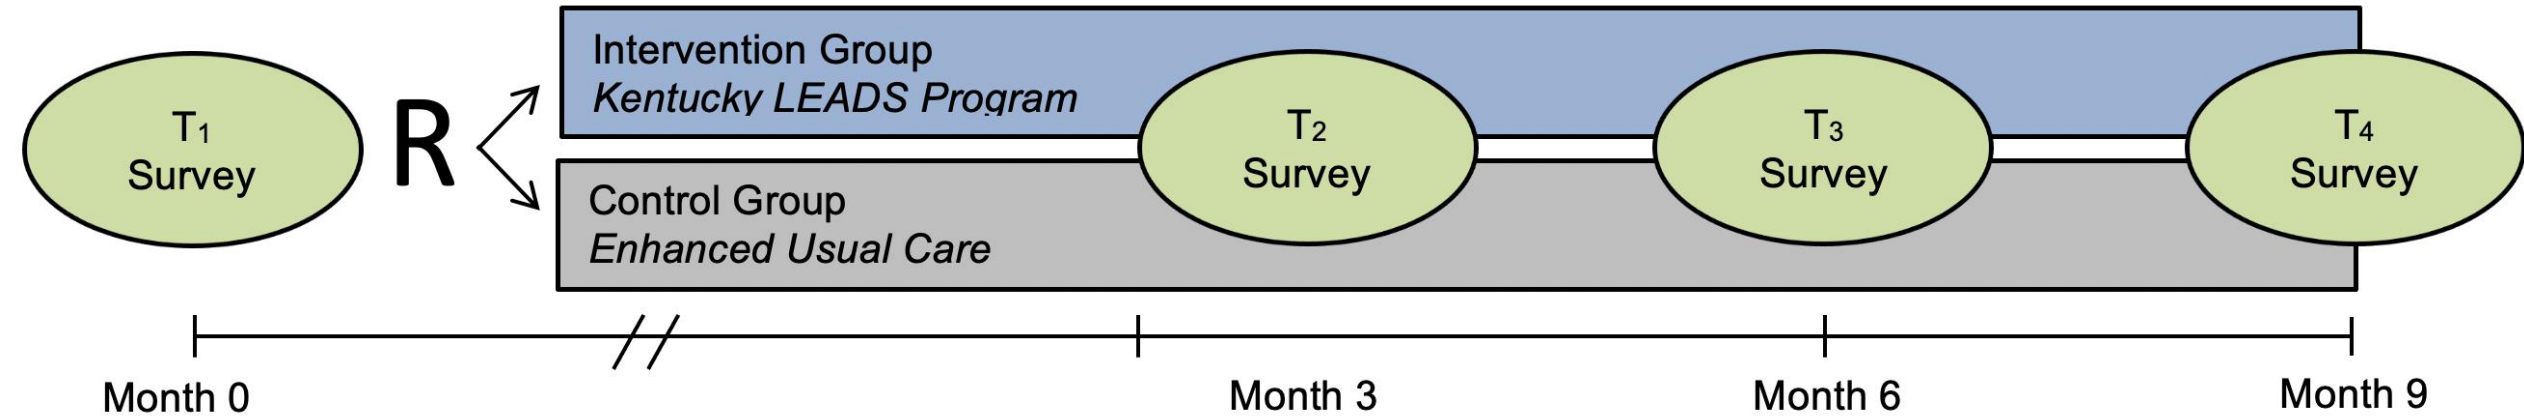 T₁
Survey
R
Intervention Group
Kentucky LEADS Program
Control Group
Enhanced Usual Care
T₂
Survey
T₃
Survey
T₄
Survey
Month 0
Month 3
Month 6
Month 9